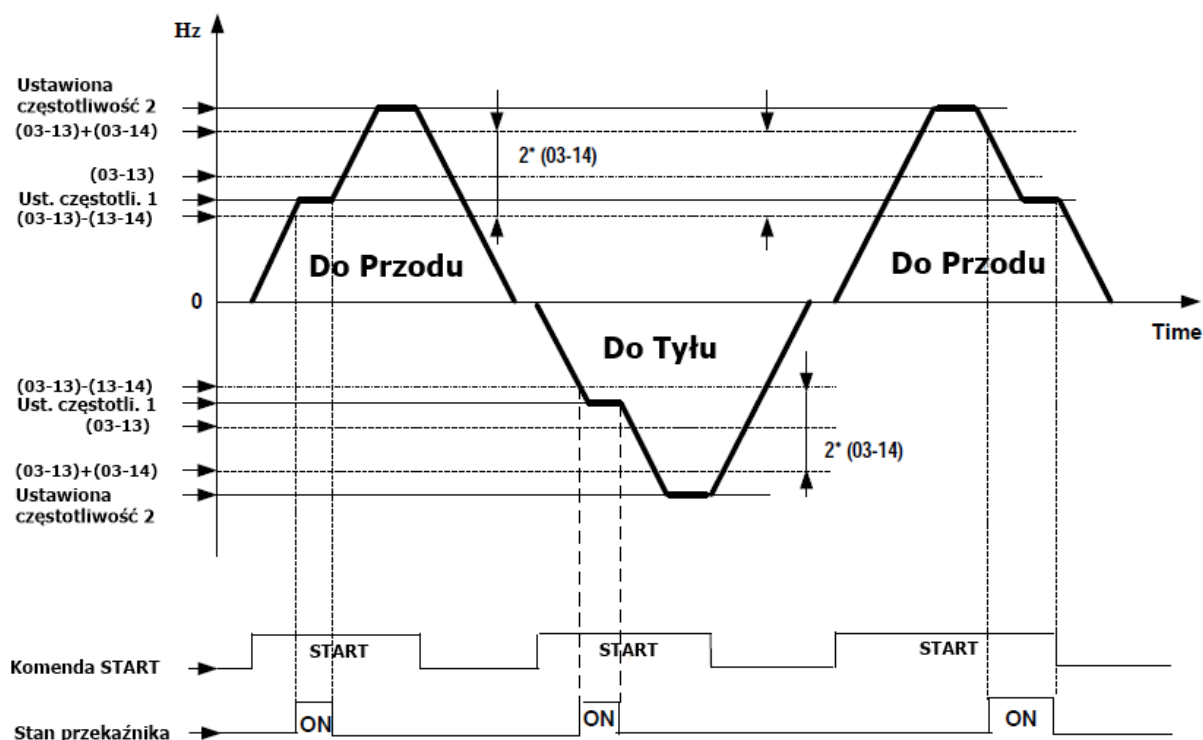 Hz
Ustawiona
częstotliwość 2
(03-13)+(03-14)
2* (03-14)
(03-13)
Ust. częstotli. 1
(03-13)-(13-14)
Do Przodu
Do Przodu
0
Time
Do Tyłu
(03-13)-(13-14)
Ust. częstotli. 1
(03-13)
2* (03-14)
(03-13)+(03-14)
Ustawiona
częstotliwość 2
START
START
START
Komenda START
ON
ON
ON
Stan przekaźnika